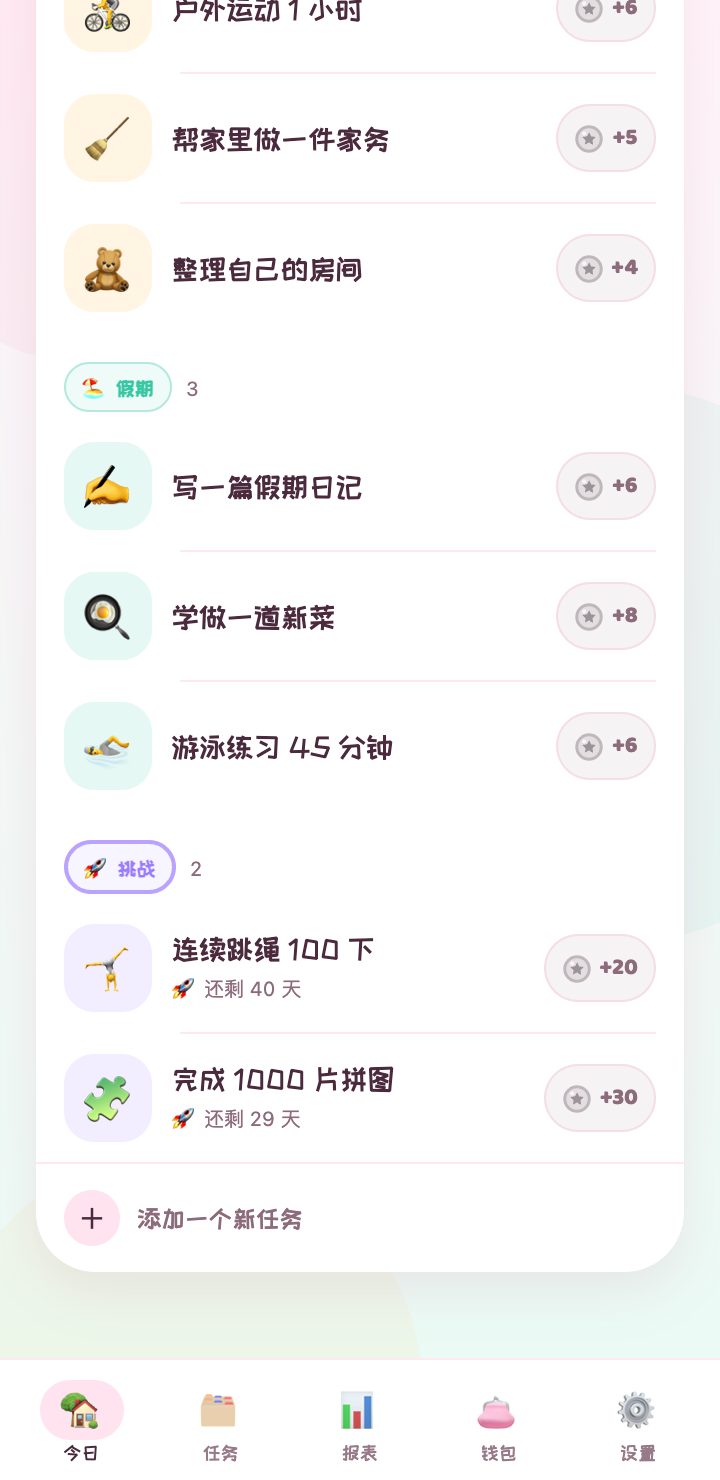 户外运动 1 小时
+6
帮家里做一件家务
+5
整理自己的房间
+4
假期 3
写一篇假期日记
+6
学做一道新菜
+8
游泳练习 45 分钟
+6
挑战 2
连续跳绳 100 下
还剩 40 天
+20
完成 1000 片拼图
还剩 29 天
+30
添加一个新任务
今日
任务
报表
钱包
设置